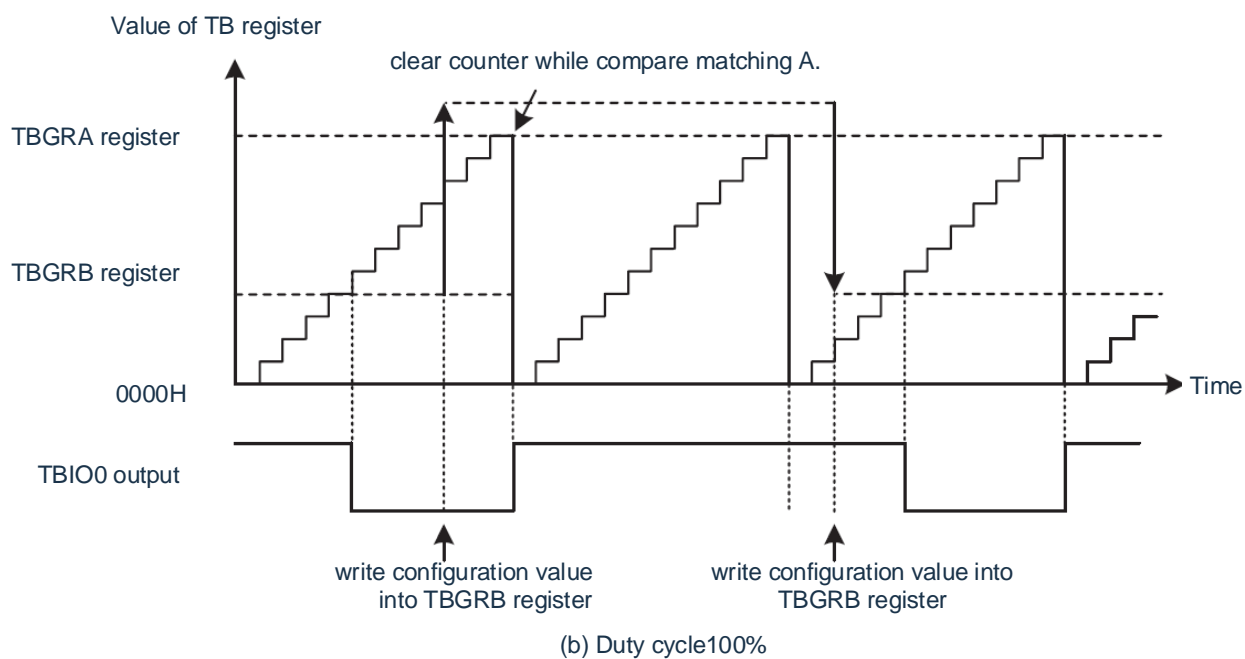 Value of TB register
clear counter while compare matching A.
TBGRA register
TBGRB register
0000H
Time
TBIO0 output
write configuration value
into TBGRB register
write configuration value into
TBGRB register
(b) Duty cycle100%